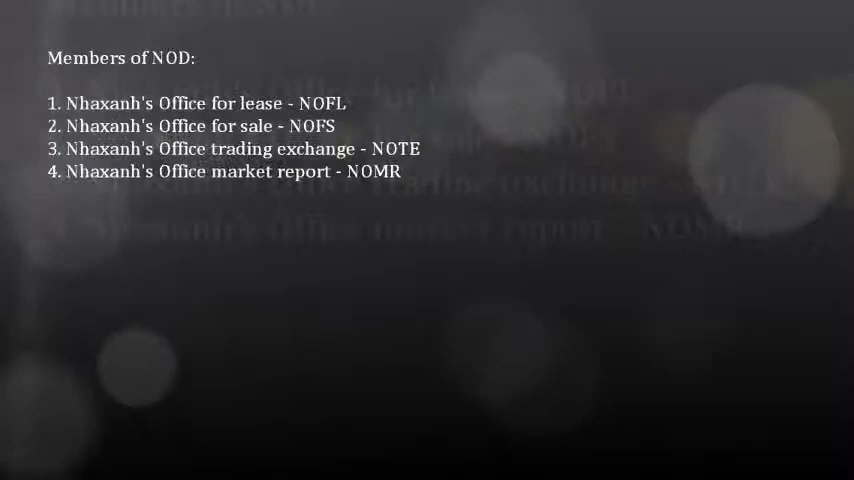 Members of NOD:
1. Nhaxanh's Office for lease - NOFL
2. Nhaxanh's Office for sale - NOFS
3. Nhaxanh's Office trading exchange - NOTE
4. Nhaxanh's Office market report - NOMR